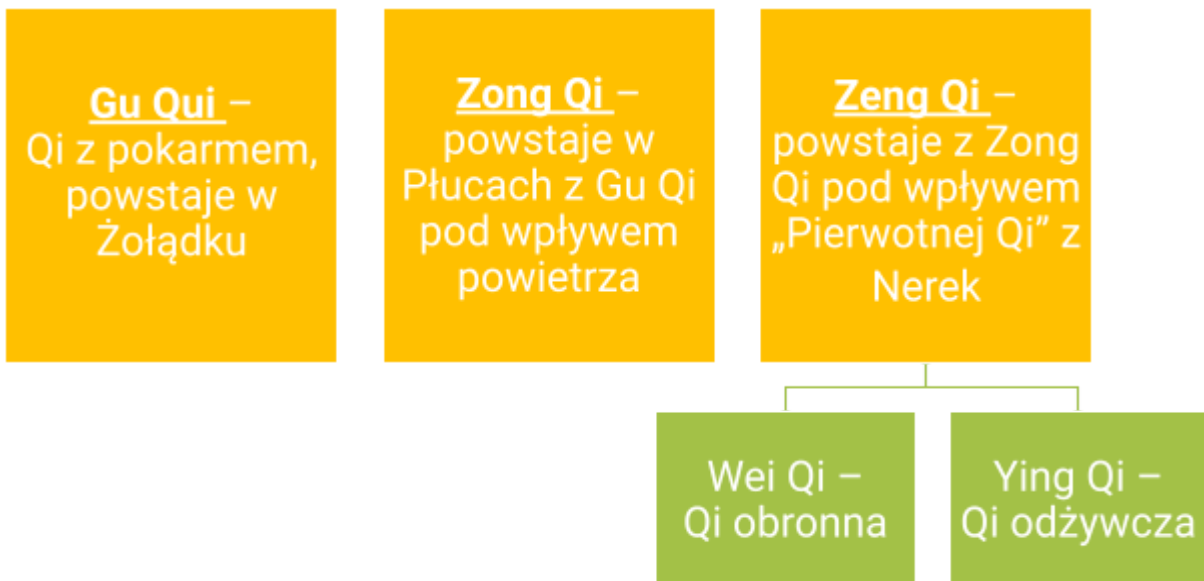 Gu Qui –
Qi z pokarmem,
powstaje w
Żołądku
Zong Qi –
powstaje w
Płucach z Gu Qi
pod wpływem
powietrza
Zeng Qi –
powstaje z Zong
Qi pod wpływem
„Pierwotnej Qi” z
Nerek
Wei Qi –
Qi obronna
Ying Qi –
Qi odżywcza